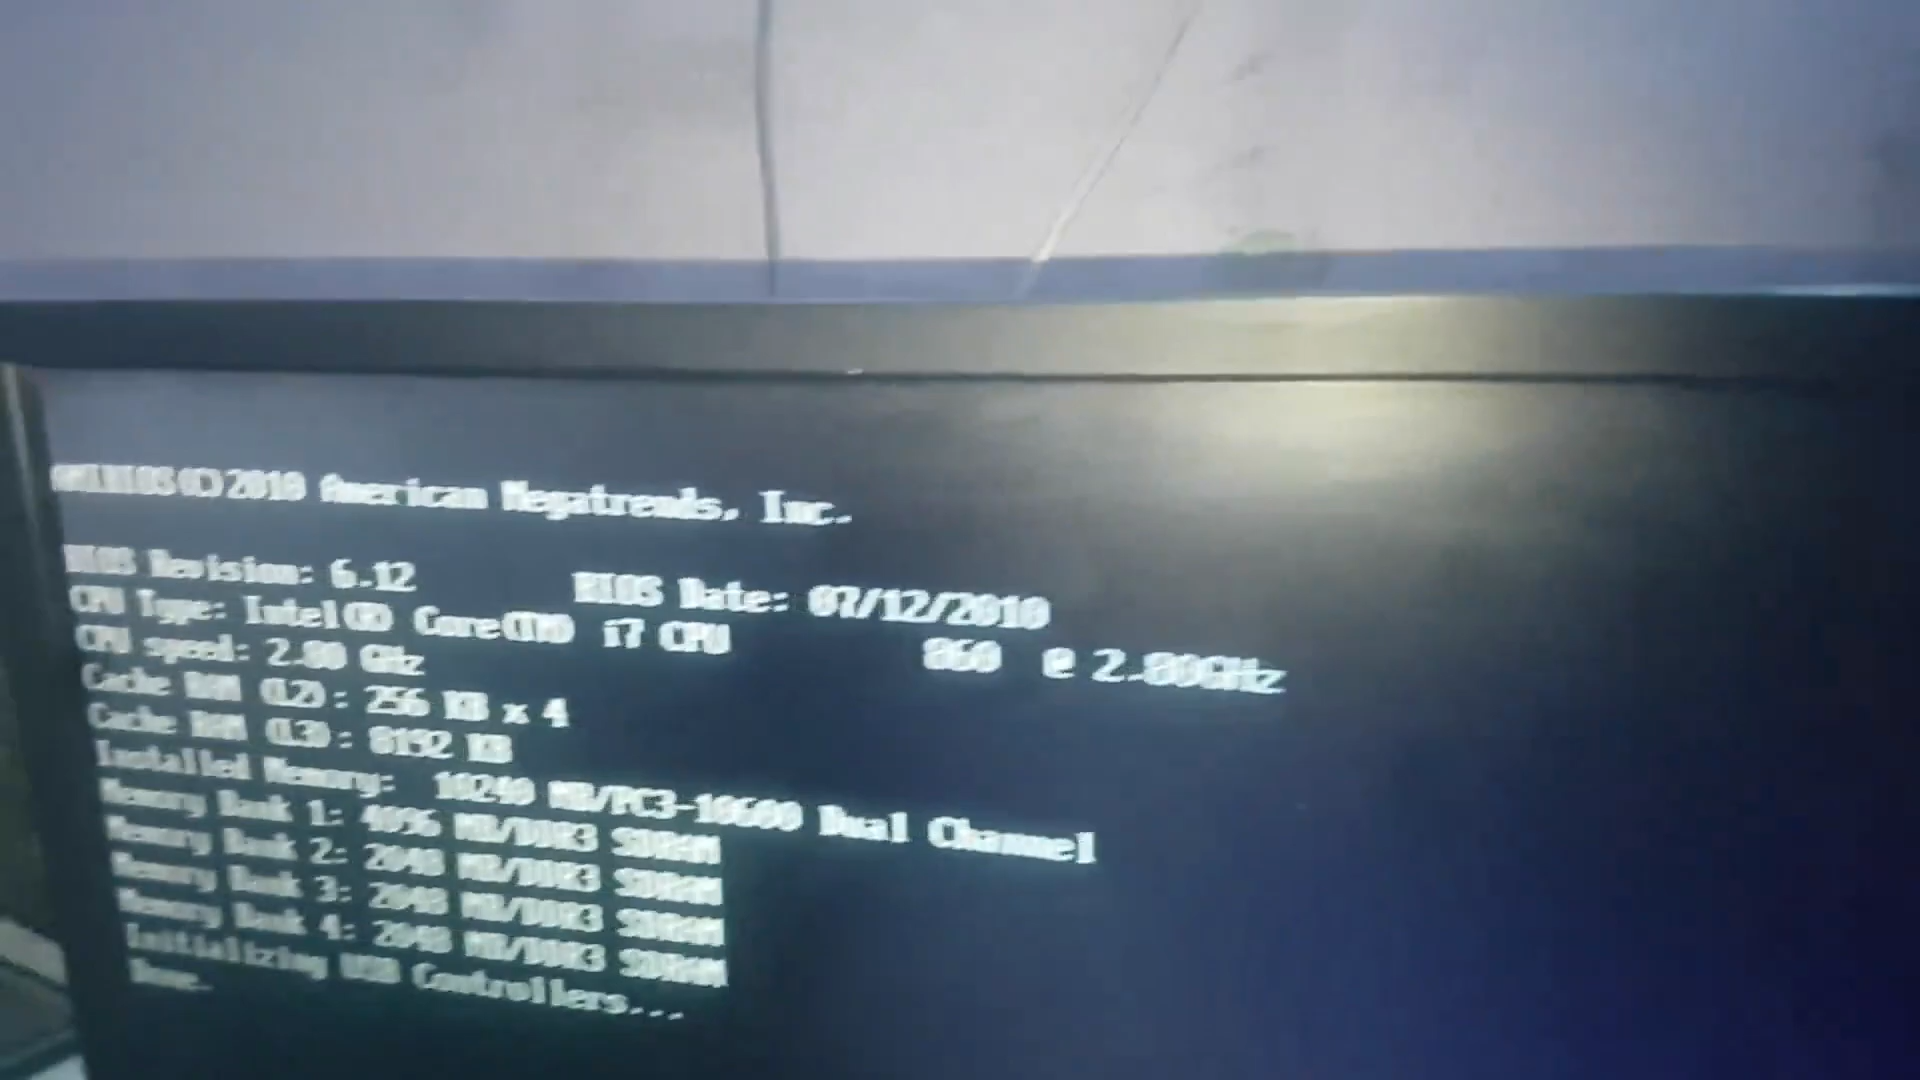 AMIBIOS(C)2010 American Megatrends, Inc.
BIOS Revision: 6.12 BIOS Date: 07/12/2010
CPU Type: Intel(R) Core(TM) i7 CPU 860 @ 2.80GHz
CPU speed: 2.80 GHz
Cache RAM (L2): 256 KB x 4
Cache RAM (L3): 8192 KB
Installed Memory: 10240 MB/PC3-10600 Dual Channel
Memory Bank 1: 4096 MB/DDR3 SDRAM
Memory Bank 2: 2048 MB/DDR3 SDRAM
Memory Bank 3: 2048 MB/DDR3 SDRAM
Memory Bank 4: 2048 MB/DDR3 SDRAM
Initializing USB Controllers...
Done.